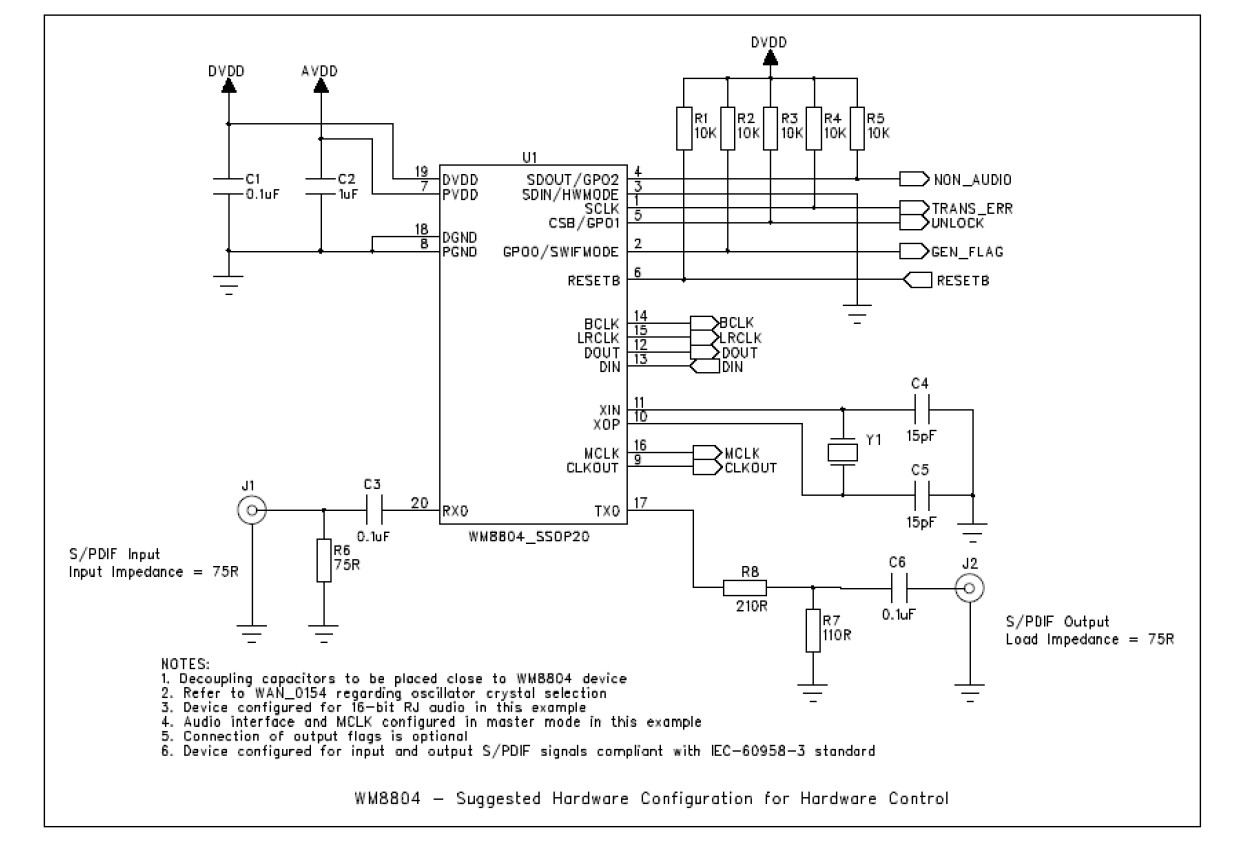 DVDD
DVDD AVDD
R1 R2 R3 R4 R5
10K 10K 10K 10K 10K
U1
C1
0.1uF
C2
1uF
19 DVDD
7 PVDD
18 DGND
8 PGND
SDOUT/GPO2 4 NON_AUDIO
SDIN/HWMODE 3
SCLK 1 TRANS_ERR
CSB/GPO1 5 UNLOCK
GPO0/SWIFMODE 2 GEN_FLAG
RESETB 6 RESETB
BCLK 14 BCLK
LRCLK 15 LRCLK
DOUT 12 DOUT
DIN 13 DIN
C4
15pF
XIN 11
XOP 10
Y1
MCLK 16 MCLK
CLKOUT 9 CLKOUT
C5
15pF
J1
C3
0.1uF
20 RX0
TX0 17
WM8804_SSOP20
R6
75R
S/PDIF Input
Input Impedance = 75R
R8
210R
C6
0.1uF
J2
R7
110R
S/PDIF Output
Load Impedance = 75R
NOTES:
1. Decoupling capacitors to be placed close to WM8804 device
2. Refer to WAN_0154 regarding oscillator crystal selection
3. Device configured for 16-bit RJ audio in this example
4. Audio interface and MCLK configured in master mode in this example
5. Connection of output flags is optional
6. Device configured for input and output S/PDIF signals compliant with IEC-60958-3 standard
WM8804 - Suggested Hardware Configuration for Hardware Control